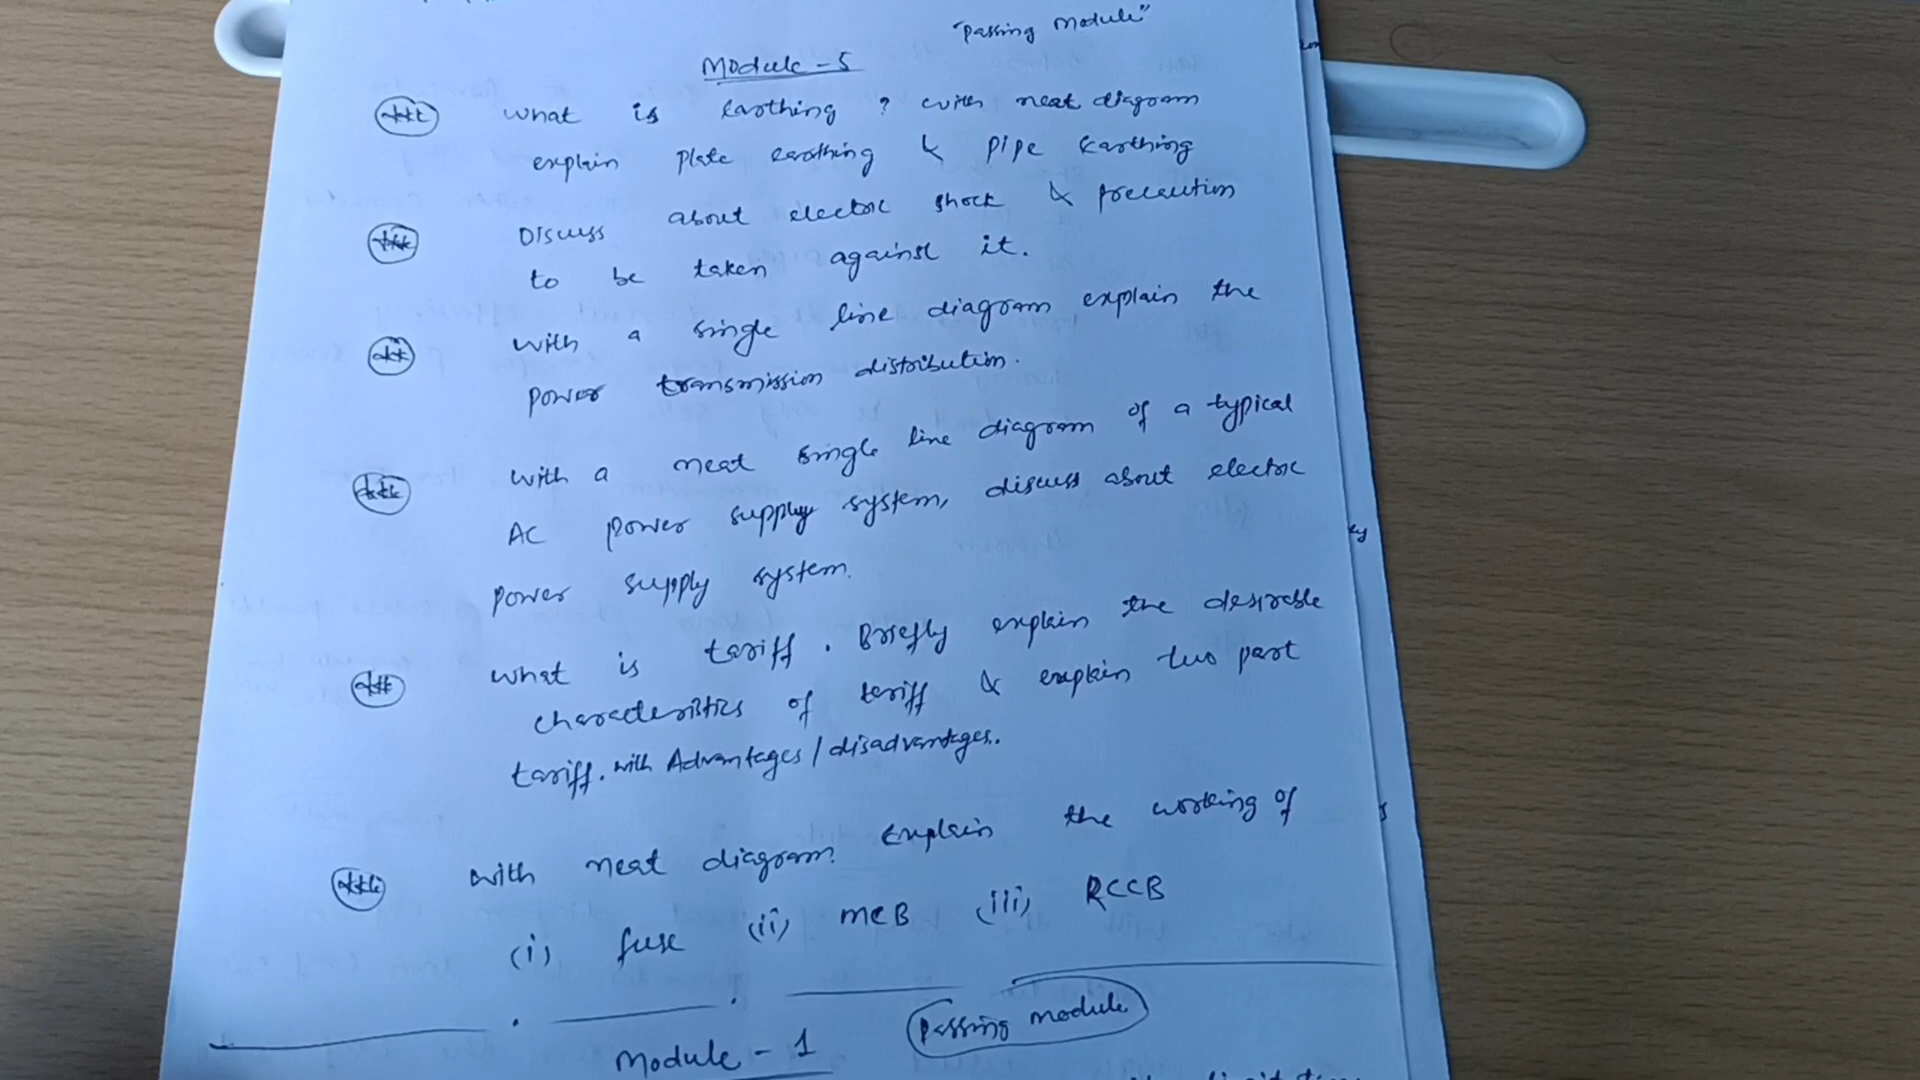 "Passing Module"
Module - 5
*** What is Earthing? with neat diagram
explain plate earthing & pipe Earthing
*** Discuss about electric shock & precaution
to be taken against it.
** with a single line diagram explain the
power transmission distribution.
*** with a neat single line diagram of a typical
AC power supply system, discuss about electric
power supply system.
** what is tariff. Briefly explain the desirable
characteristics of tariff & explain two part
tariff. with Advantages / disadvantages.
*** with neat diagram. Explain the working of
(i) fuse (ii) MCB (iii) RCCB
Module - 1 Passing module